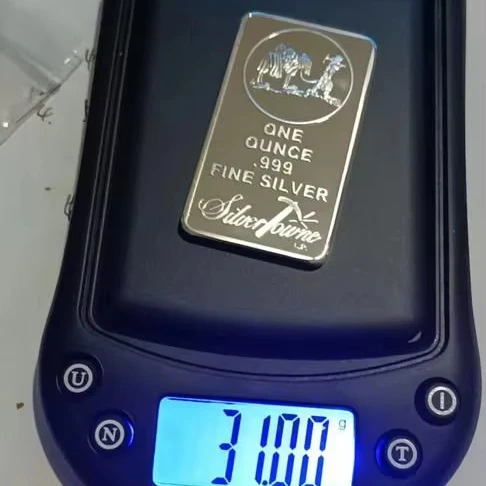 ONE
OUNCE
.999
FINE SILVER
SilverTowne
L.P.
31.00 g
U
I
N
T